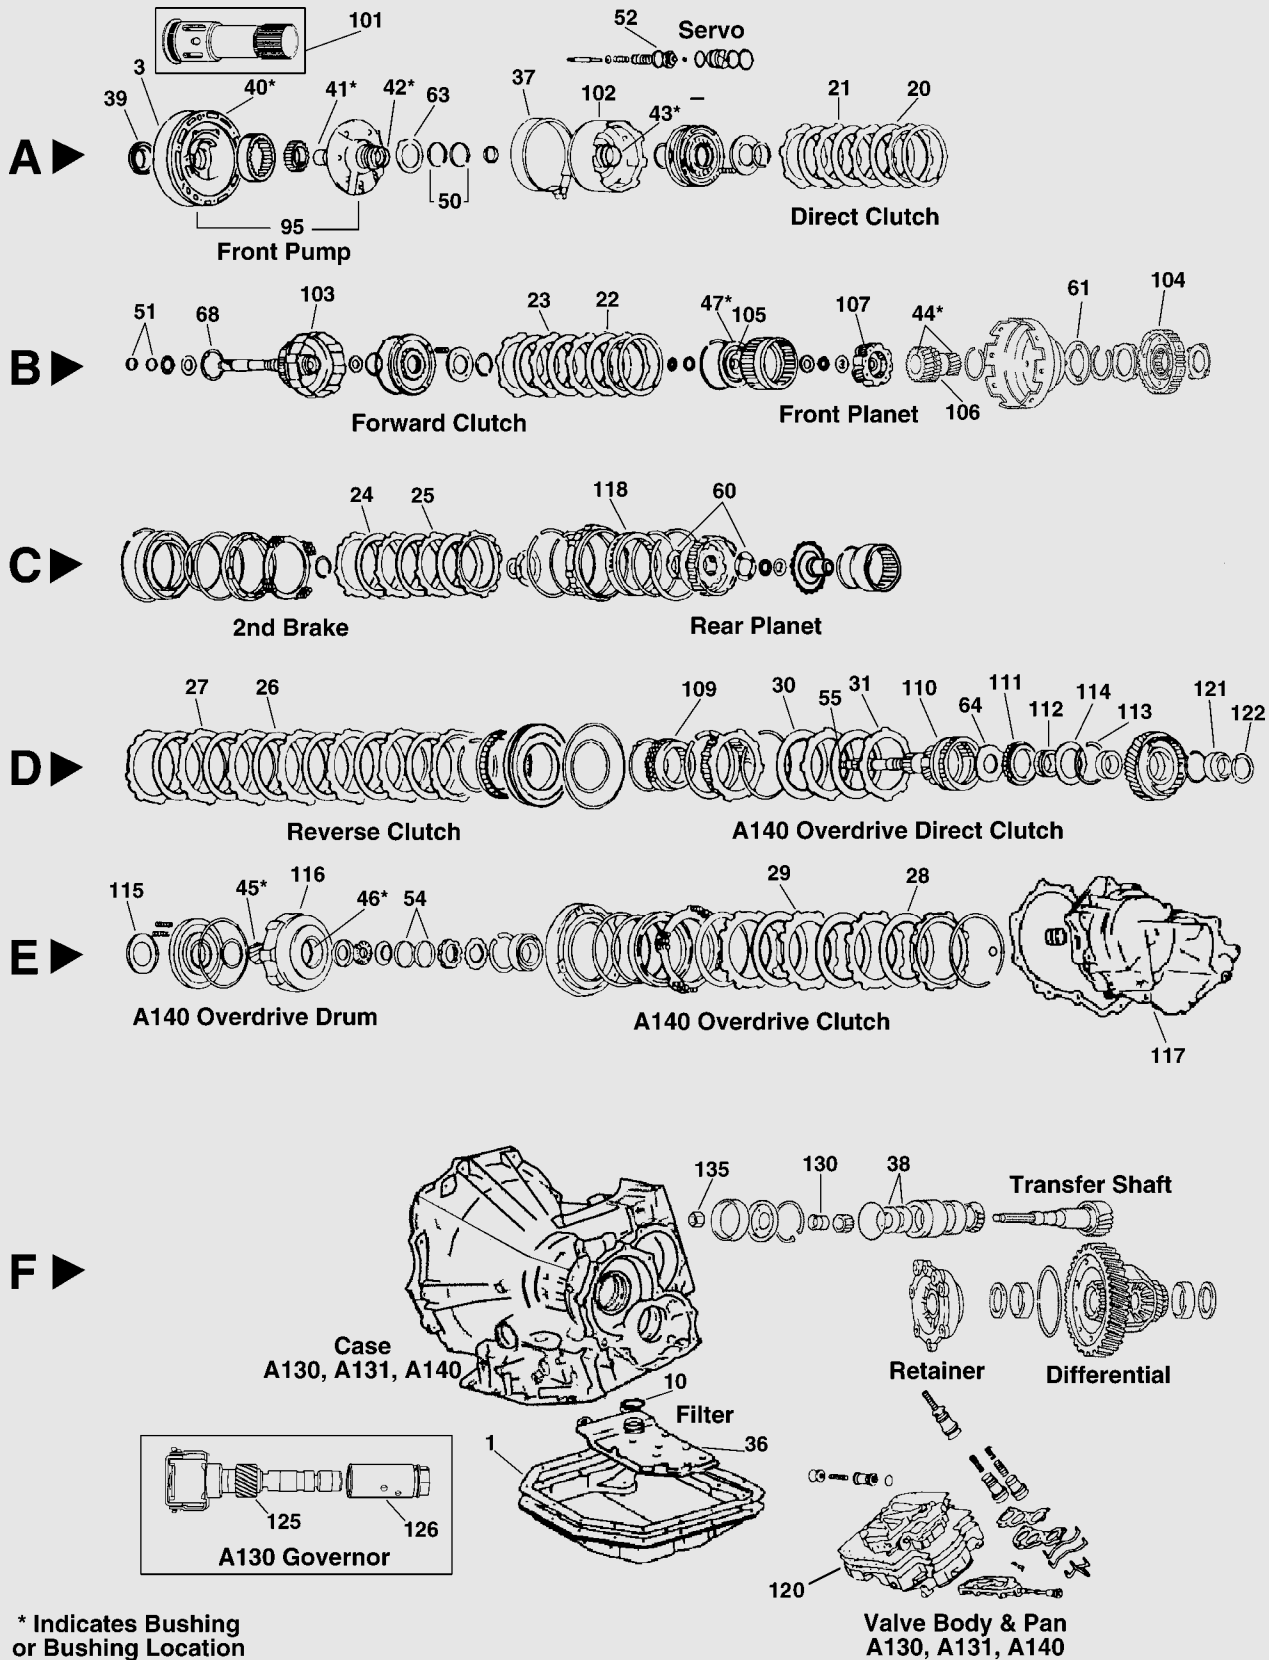 101
52
Servo
3
40*
41*
42*
63
37
102
43*
–
21
20
39
A
50
95
Front Pump
Direct Clutch
51
68
103
23
22
47*
105
107
44*
61
104
B
106
Forward Clutch
Front Planet
24
25
118
60
C
2nd Brake
Rear Planet
27
26
109
30
55
31
110
64
111
112
114
113
121
122
D
Reverse Clutch
A140 Overdrive Direct Clutch
115
45*
116
46*
54
29
28
E
A140 Overdrive Drum
A140 Overdrive Clutch
117
135
130
38
Transfer Shaft
F
Case
A130, A131, A140
Retainer
Differential
10
Filter
1
36
125
126
A130 Governor
120
* Indicates Bushing
or Bushing Location
Valve Body & Pan
A130, A131, A140